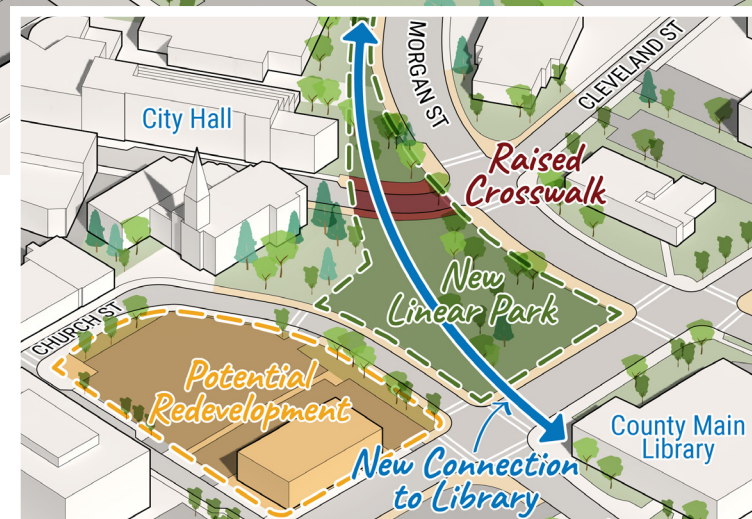 MORGAN ST
CLEVELAND ST
City Hall
Raised
Crosswalk
New
Linear Park
CHURCH ST
Potential
Redevelopment
County Main
Library
New Connection
to Library